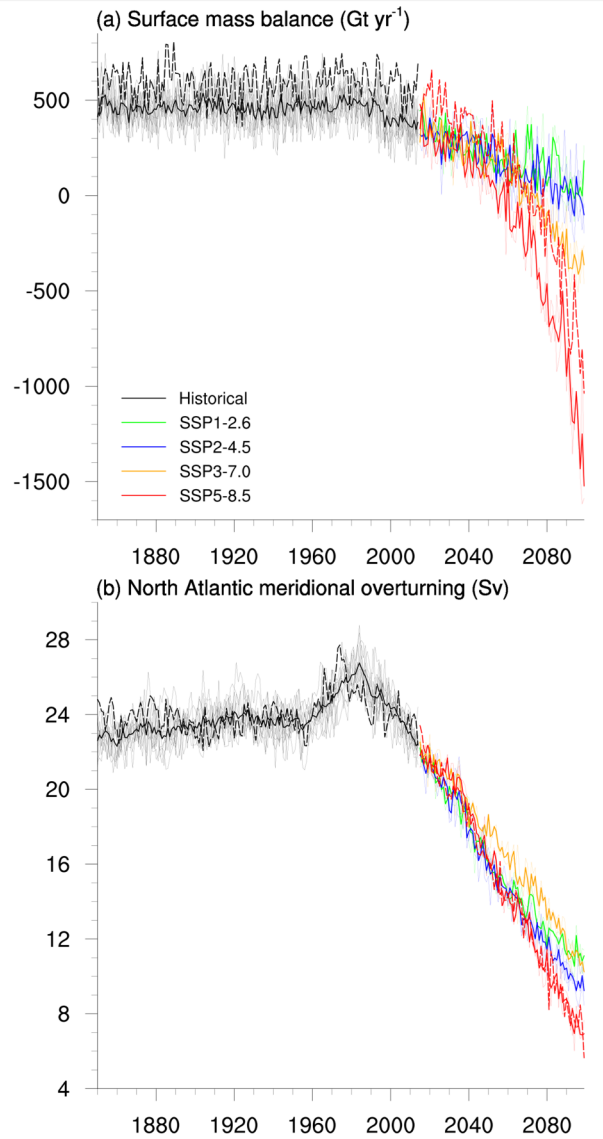 (a) Surface mass balance (Gt yr⁻¹)
500
0
-500
-1000
-1500
Historical
SSP1-2.6
SSP2-4.5
SSP3-7.0
SSP5-8.5
1880 1920 1960 2000 2040 2080
(b) North Atlantic meridional overturning (Sv)
28
24
20
16
12
8
4
1880 1920 1960 2000 2040 2080